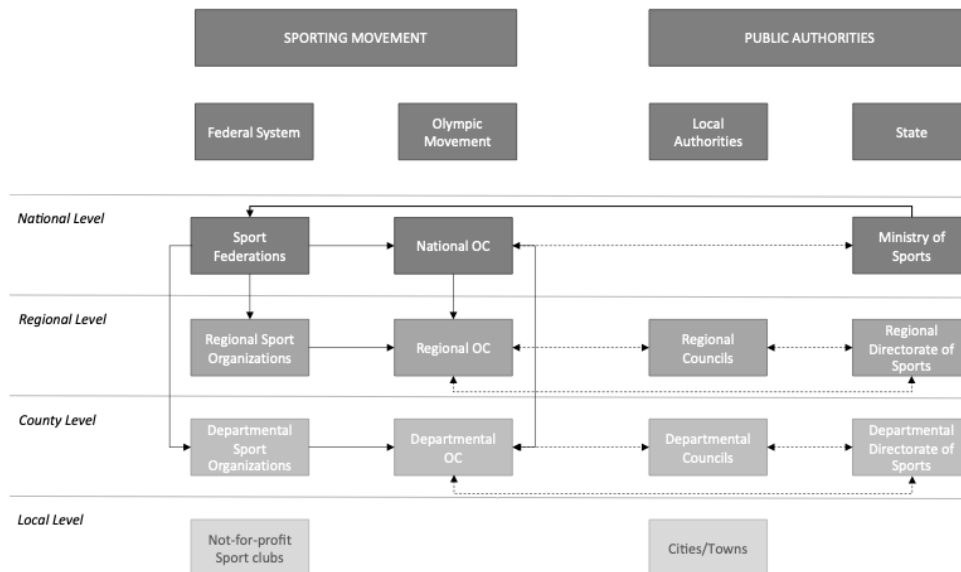 SPORTING MOVEMENT
PUBLIC AUTHORITIES
Federal System
Olympic
Movement
Local
Authorities
State
National Level
Sport
Federations
National OC
Ministry of
Sports
Regional Level
Regional Sport
Organizations
Regional OC
Regional
Councils
Regional
Directorate of
Sports
County Level
Departmental
Sport
Organizations
Departmental
OC
Departmental
Councils
Departmental
Directorate of
Sports
Local Level
Not-for-profit
Sport clubs
Cities/Towns